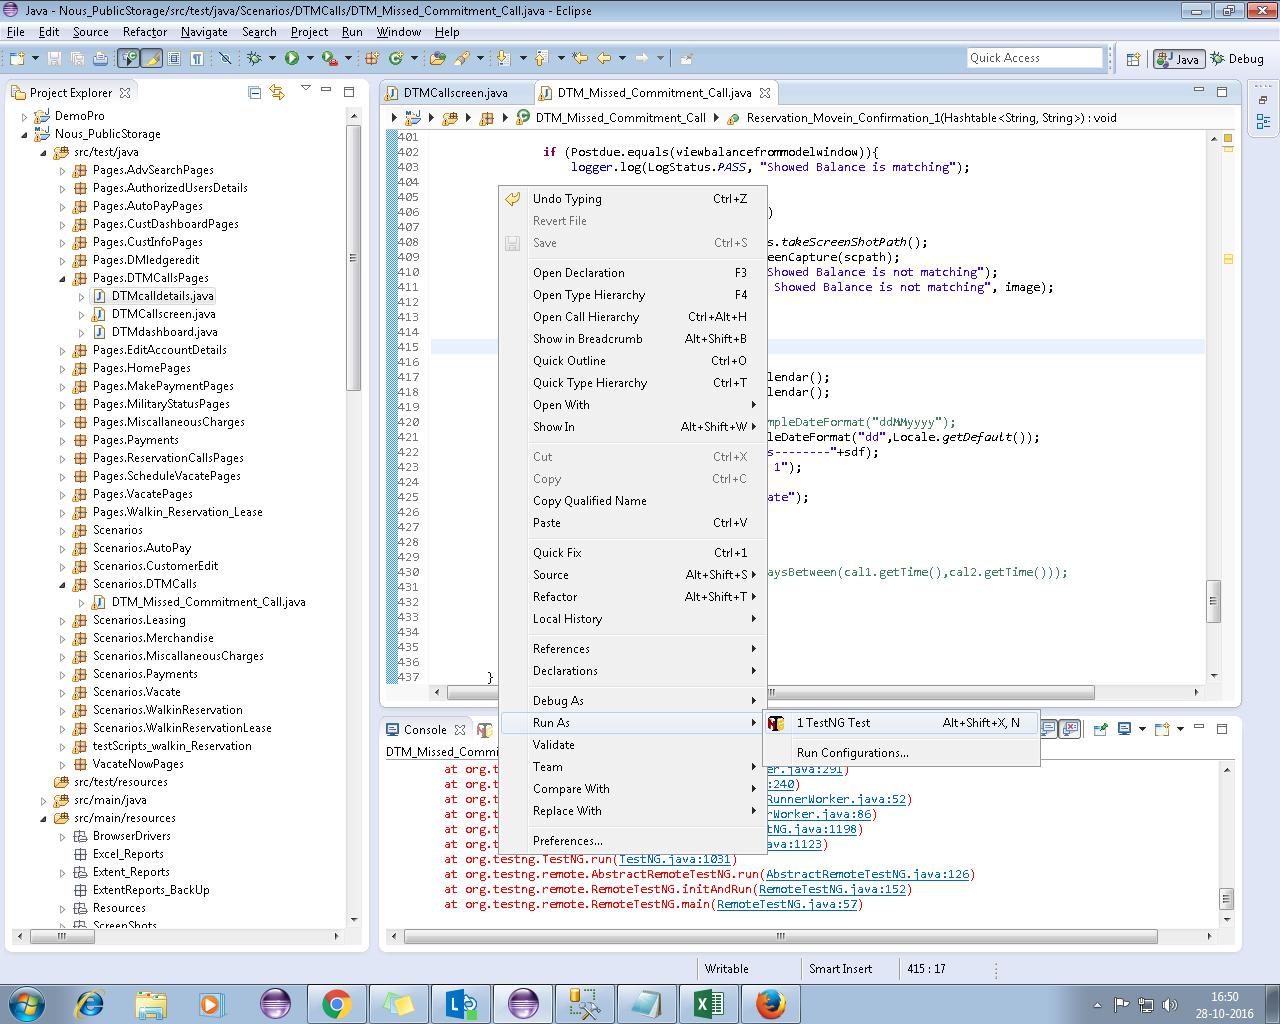 Java - Nous_PublicStorage/src/test/java/Scenarios/DTMCalls/DTM_Missed_Commitment_Call.java - Eclipse
File Edit Source Refactor Navigate Search Project Run Window Help
Quick Access
Java
Debug
Project Explorer
DemoPro
Nous_PublicStorage
src/test/java
Pages.AdvSearchPages
Pages.AuthorizedUsersDetails
Pages.AutoPayPages
Pages.CustDashboardPages
Pages.CustInfoPages
Pages.DMledgeredit
Pages.DTMCallsPages
DTMcalldetails.java
DTMCallscreen.java
DTMdashboard.java
Pages.EditAccountDetails
Pages.HomePages
Pages.MakePaymentPages
Pages.MilitaryStatusPages
Pages.MiscellaneousCharges
Pages.Payments
Pages.ReservationCallsPages
Pages.ScheduleVacatePages
Pages.VacatePages
Pages.Walkin_Reservation_Lease
Scenarios
Scenarios.AutoPay
Scenarios.CustomerEdit
Scenarios.DTMCalls
DTM_Missed_Commitment_Call.java
Scenarios.Leasing
Scenarios.Merchandise
Scenarios.MiscellaneousCharges
Scenarios.Payments
Scenarios.Vacate
Scenarios.WalkinReservation
Scenarios.WalkinReservationLease
testScripts_walkin_Reservation
VacateNowPages
src/test/resources
src/main/java
src/main/resources
BrowserDrivers
Excel_Reports
Extent_Reports
ExtentReports_BackUp
Resources
ScreenShots
DTMCallscreen.java
DTM_Missed_Commitment_Call.java
DTM_Missed_Commitment_Call
Reservation_Movein_Confirmation_1(Hashtable<String, String>) : void
401
402 if (Postdue.equals(viewbalancefrommodelwindow)){
403 logger.log(LogStatus.PASS, "Showed Balance is matching");
404
405
406 )
407
408 s.takeScreenShotPath();
409 eenCapture(scpath);
410 Showed Balance is not matching");
411 Showed Balance is not matching", image);
412
413
414
415
416
417 lendar();
418 lendar();
419
420 mpleDateFormat("ddMMyyyy");
421 leDateFormat("dd",Locale.getDefault());
422 s--------"+sdf);
423 1");
424
425 ate");
427
428
429
430 aysBetween(cal1.getTime(),cal2.getTime()));
431
432
433
434
435
436
437 }
Undo Typing Ctrl+Z
Revert File
Save Ctrl+S
Open Declaration F3
Open Type Hierarchy F4
Open Call Hierarchy Ctrl+Alt+H
Show in Breadcrumb Alt+Shift+B
Quick Outline Ctrl+O
Quick Type Hierarchy Ctrl+T
Open With
Show In Alt+Shift+W
Cut Ctrl+X
Copy Ctrl+C
Copy Qualified Name
Paste Ctrl+V
Quick Fix Ctrl+1
Source Alt+Shift+S
Refactor Alt+Shift+T
Local History
References
Declarations
Debug As
Run As
Validate
Team
Compare With
Replace With
Preferences...
1 TestNG Test Alt+Shift+X, N
Run Configurations...
Console
DTM_Missed_Commi
at org.t er.java:291)
at org.te :240)
at org.te RunnerWorker.java:52)
at org.te rWorker.java:86)
at org.te tNG.java:1198)
at org.te va:1123)
at org.testng.TestNG.run(TestNG.java:1031)
at org.testng.remote.AbstractRemoteTestNG.run(AbstractRemoteTestNG.java:126)
at org.testng.remote.RemoteTestNG.initAndRun(RemoteTestNG.java:152)
at org.testng.remote.RemoteTestNG.main(RemoteTestNG.java:57)
Writable
Smart Insert
415 : 17
16:50
28-10-2016